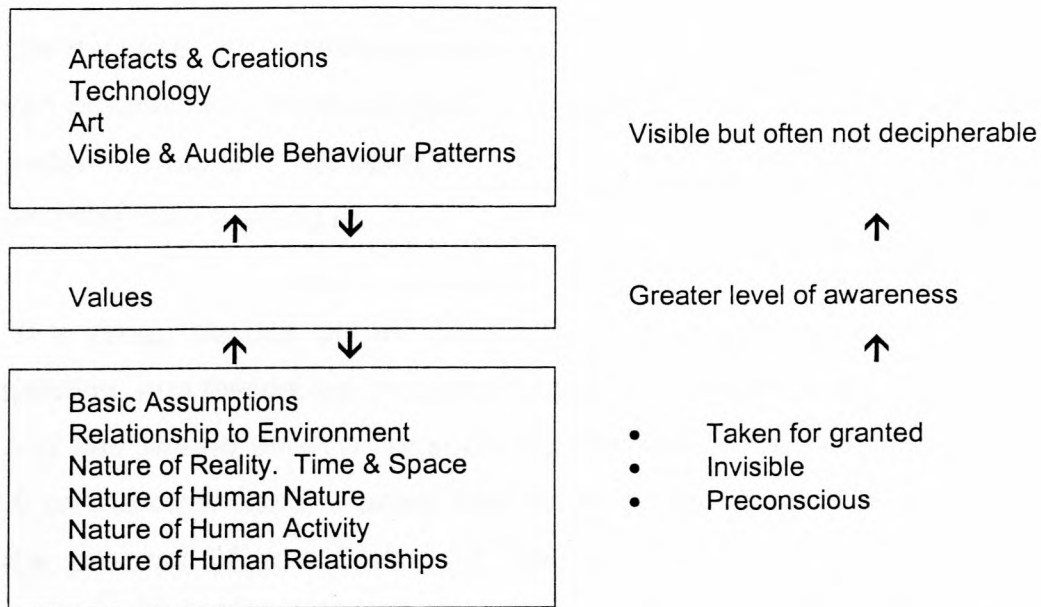 Artefacts & Creations
Technology
Art
Visible & Audible Behaviour Patterns
Visible but often not decipherable
Values
Greater level of awareness
Basic Assumptions
Relationship to Environment
Nature of Reality. Time & Space
Nature of Human Nature
Nature of Human Activity
Nature of Human Relationships
• Taken for granted
• Invisible
• Preconscious